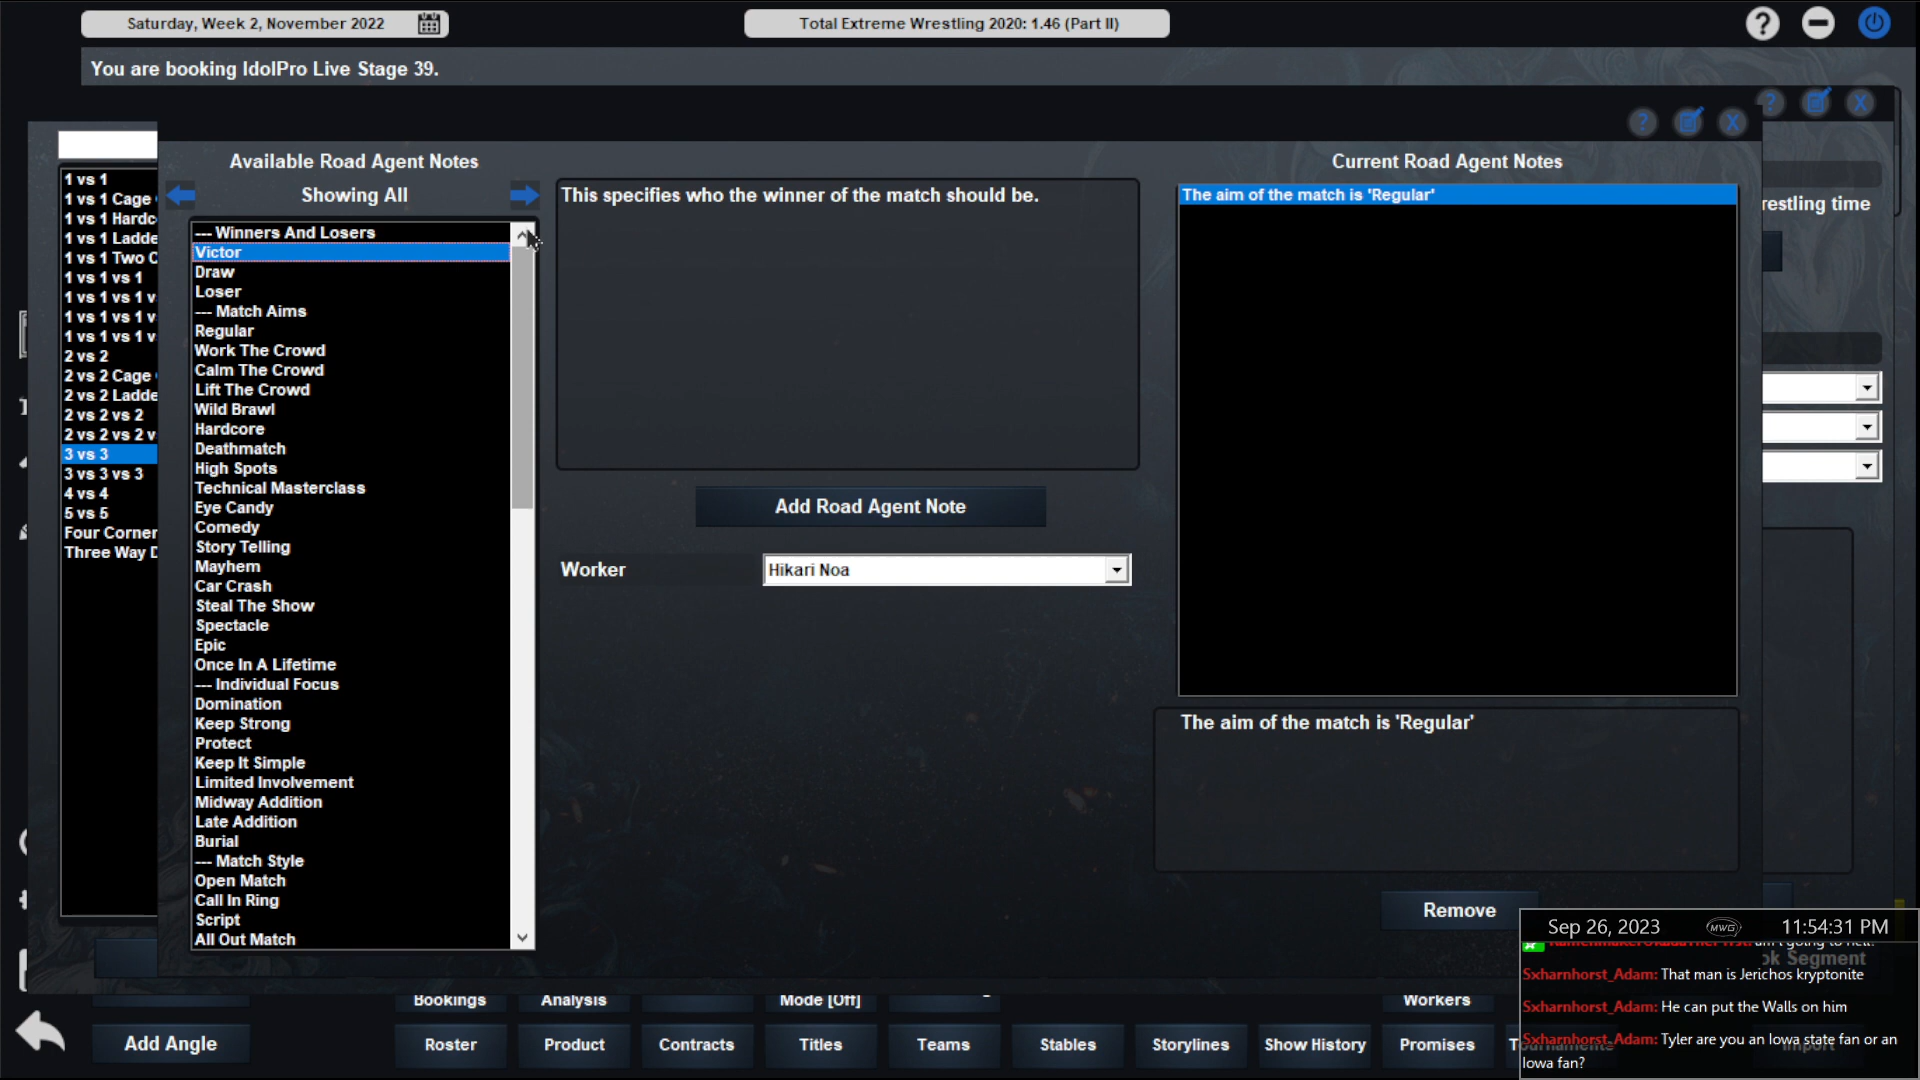 Saturday, Week 2, November 2022
Total Extreme Wrestling 2020: 1.46 (Part II)
You are booking IdolPro Live Stage 39.
Available Road Agent Notes
Showing All
This specifies who the winner of the match should be.
Current Road Agent Notes
The aim of the match is 'Regular'
restling time
1 vs 1
1 vs 1 Cage
1 vs 1 Hardc
1 vs 1 Ladde
1 vs 1 Two C
1 vs 1 vs 1
1 vs 1 vs 1 v
1 vs 1 vs 1 v
1 vs 1 vs 1 v
2 vs 2
2 vs 2 Cage
2 vs 2 Ladde
2 vs 2 vs 2
2 vs 2 vs 2 v
3 vs 3
3 vs 3 vs 3
4 vs 4
5 vs 5
Four Corner
Three Way D
--- Winners And Losers
Victor
Draw
Loser
--- Match Aims
Regular
Work The Crowd
Calm The Crowd
Lift The Crowd
Wild Brawl
Hardcore
Deathmatch
High Spots
Technical Masterclass
Eye Candy
Comedy
Story Telling
Mayhem
Car Crash
Steal The Show
Spectacle
Epic
Once In A Lifetime
--- Individual Focus
Domination
Keep Strong
Protect
Keep It Simple
Limited Involvement
Midway Addition
Late Addition
Burial
--- Match Style
Open Match
Call In Ring
Script
All Out Match
Add Road Agent Note
Worker
Hikari Noa
The aim of the match is 'Regular'
Remove
Sep 26, 2023 MWG 11:54:31 PM
ok Segment
Sxharnhorst_Adam: That man is Jerichos kryptonite
Sxharnhorst_Adam: He can put the Walls on him
Sxharnhorst_Adam: Tyler are you an Iowa state fan or an
Iowa fan?
Bookings
Analysis
Mode [Off]
Workers
Add Angle
Roster
Product
Contracts
Titles
Teams
Stables
Storylines
Show History
Promises